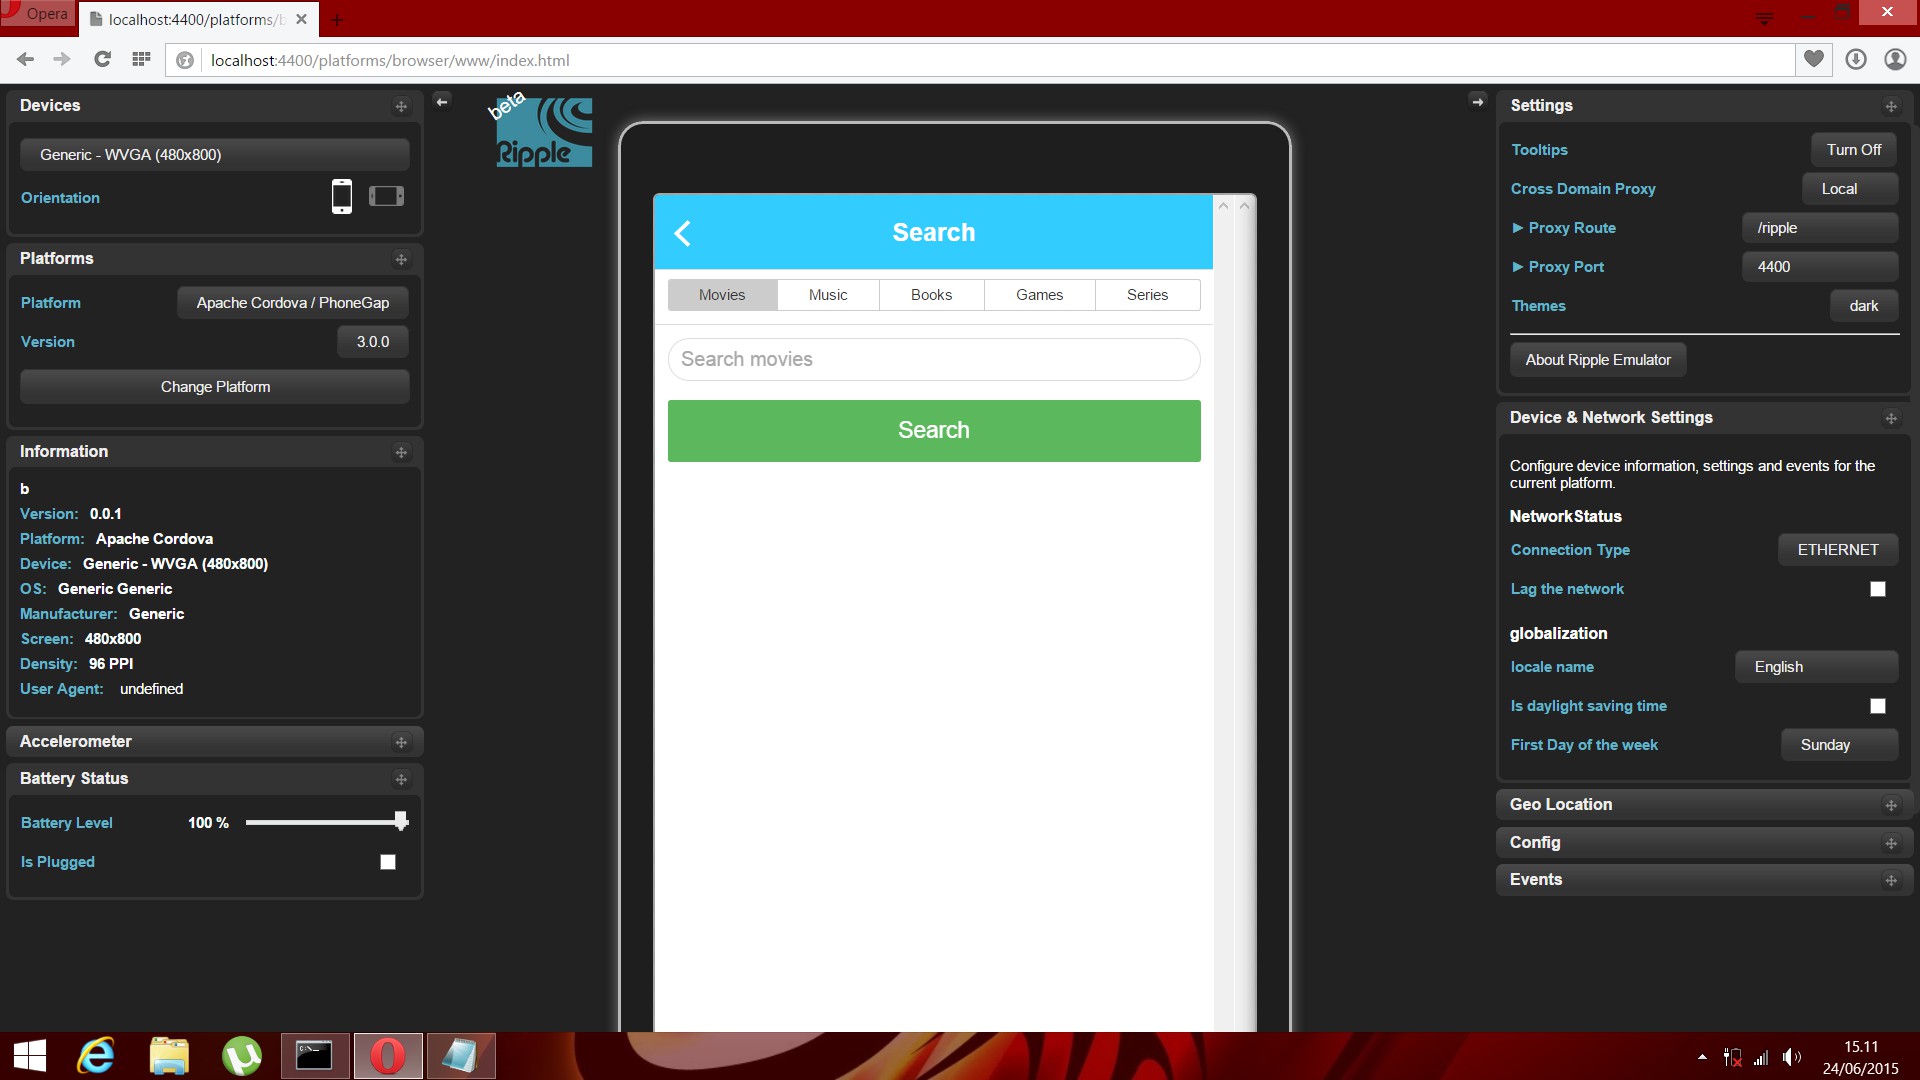 Opera
localhost:4400/platforms/b
localhost:4400/platforms/browser/www/index.html
Devices
Generic - WVGA (480x800)
Orientation
Platforms
Platform
Apache Cordova / PhoneGap
Version
3.0.0
Change Platform
Information
b
Version: 0.0.1
Platform: Apache Cordova
Device: Generic - WVGA (480x800)
OS: Generic Generic
Manufacturer: Generic
Screen: 480x800
Density: 96 PPI
User Agent: undefined
Accelerometer
Battery Status
Battery Level 100 %
Is Plugged
beta
Ripple
Search
Movies Music Books Games Series
Search movies
Search
Settings
Tooltips Turn Off
Cross Domain Proxy Local
Proxy Route /ripple
Proxy Port 4400
Themes dark
About Ripple Emulator
Device & Network Settings
Configure device information, settings and events for the
current platform.
NetworkStatus
Connection Type ETHERNET
Lag the network
globalization
locale name English
Is daylight saving time
First Day of the week Sunday
Geo Location
Config
Events
15.11
24/06/2015